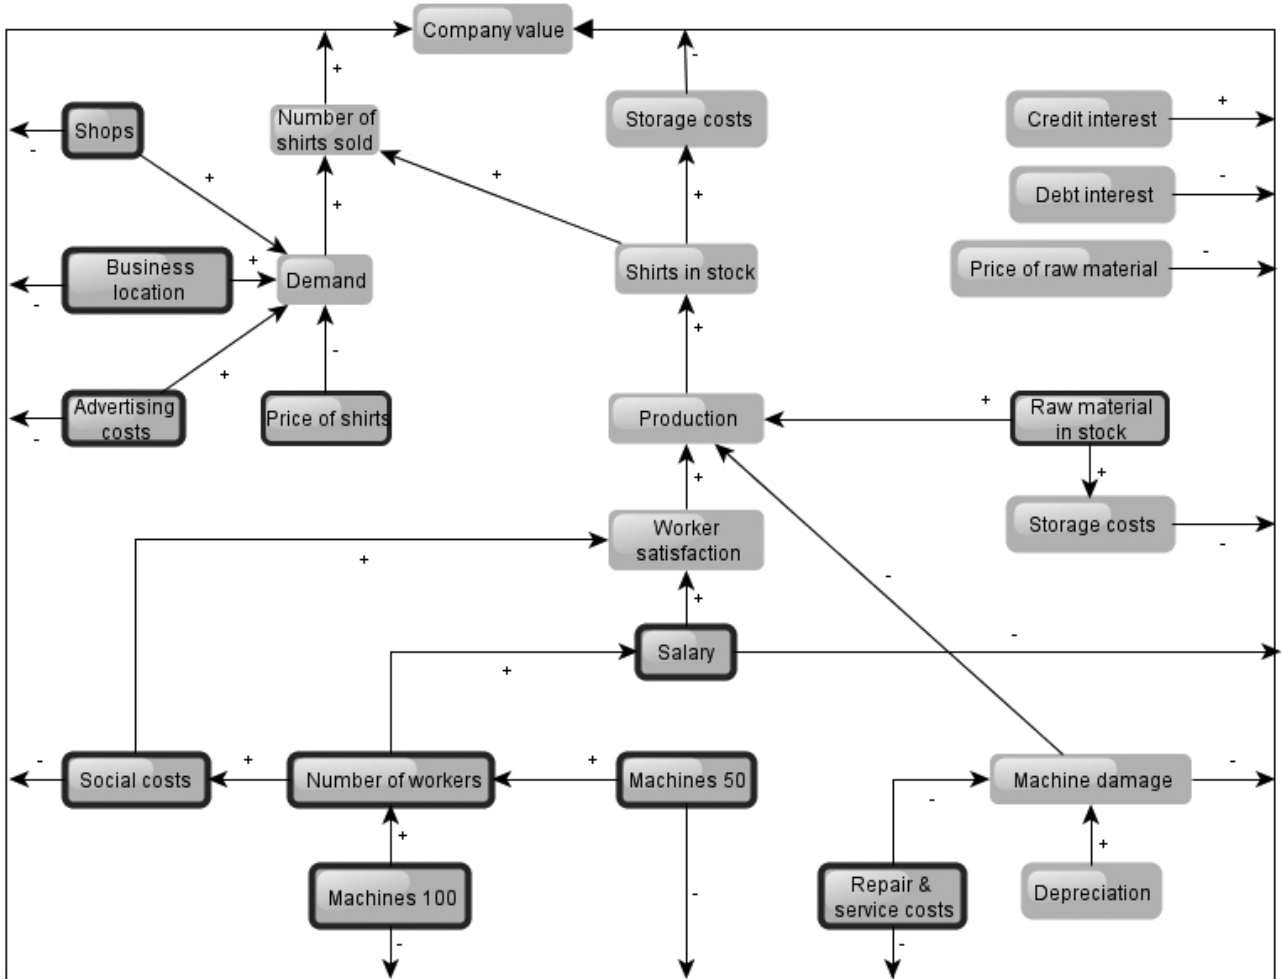 Company value
+
-
Shops
Number of
shirts sold
Storage costs
Credit interest
+
-
+
+
+
+
Debt interest
-
Business
location
+
Demand
Shirts in stock
Price of raw material
-
-
+
-
+
Advertising
costs
-
Price of shirts
Production
+
Raw material
in stock
+
+
Worker
satisfaction
Storage costs
-
+
-
+
Salary
-
+
-
Social costs
+
Number of workers
+
Machines 50
Machine damage
-
-
+
+
Machines 100
-
Repair &
service costs
Depreciation
-
-